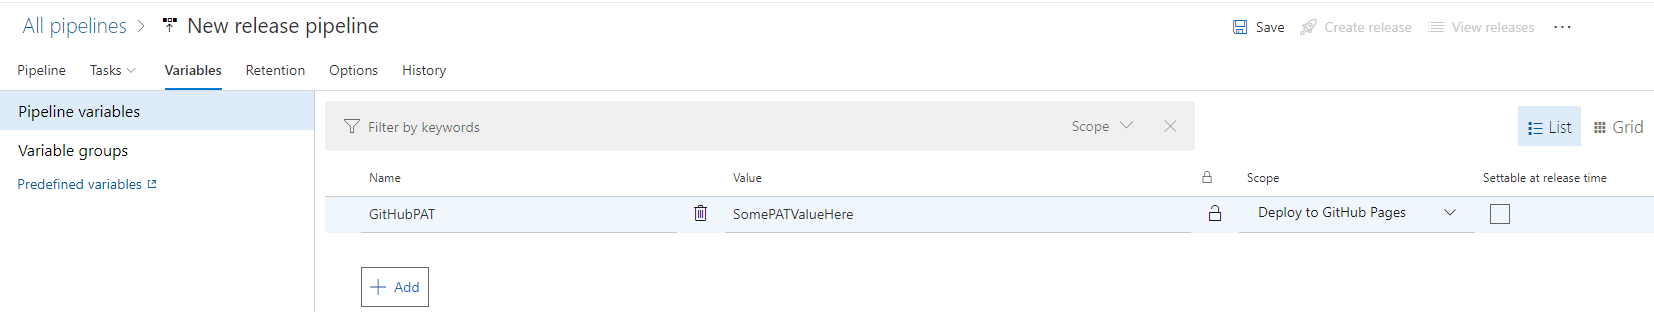 All pipelines > New release pipeline
Save Create release View releases ...
Pipeline Tasks Variables Retention Options History
Pipeline variables
Variable groups
Predefined variables
Filter by keywords Scope
List Grid
Name Value Scope Settable at release time
GitHubPAT SomePATValueHere Deploy to GitHub Pages
+ Add